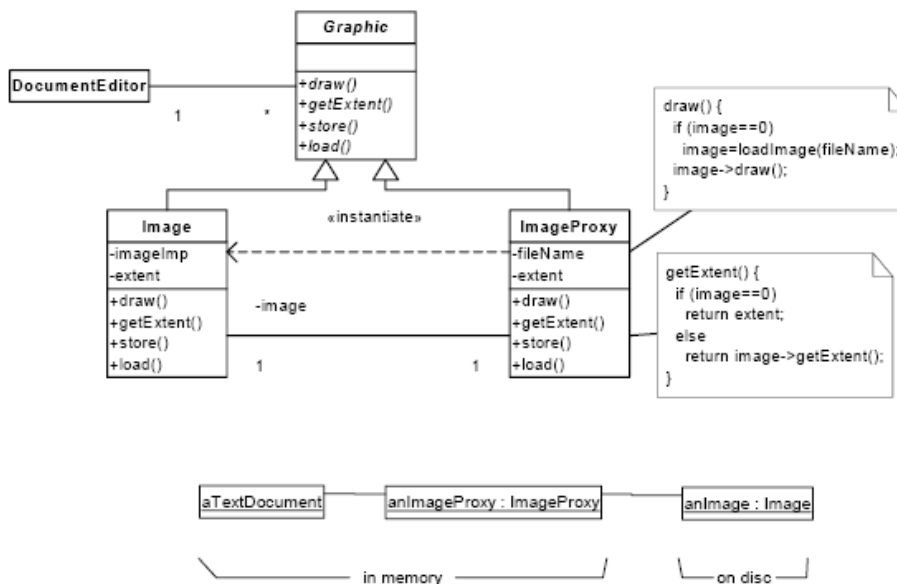 Graphic
+draw()
+getExtent()
+store()
+load()
DocumentEditor
1
*
draw() {
if (image==0)
image=loadImage(fileName);
image->draw();
}
«instantiate»
Image
-imageImp
-extent
+draw()
+getExtent()
+store()
+load()
-image
1
1
ImageProxy
-fileName
-extent
+draw()
+getExtent()
+store()
+load()
getExtent() {
if (image==0)
return extent;
else
return image->getExtent();
}
aTextDocument
anImageProxy : ImageProxy
anImage : Image
in memory
on disc